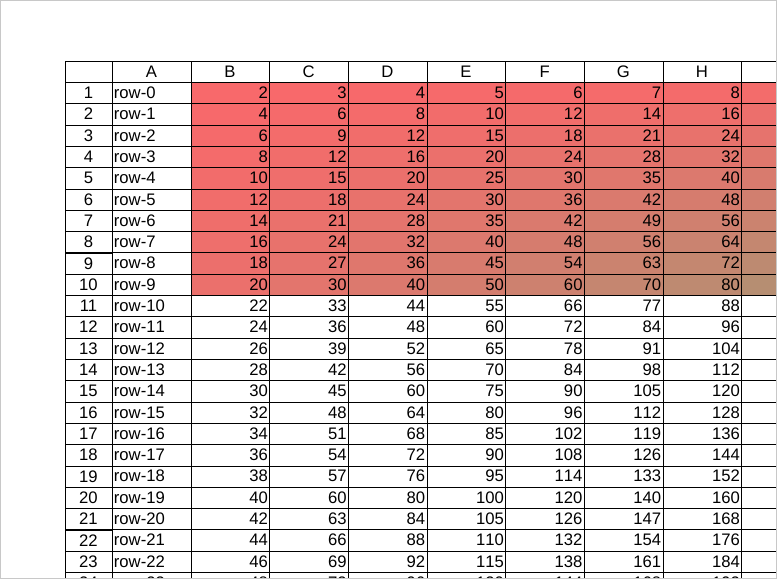 A B C D E F G H
1 row-0 2 3 4 5 6 7 8
2 row-1 4 6 8 10 12 14 16
3 row-2 6 9 12 15 18 21 24
4 row-3 8 12 16 20 24 28 32
5 row-4 10 15 20 25 30 35 40
6 row-5 12 18 24 30 36 42 48
7 row-6 14 21 28 35 42 49 56
8 row-7 16 24 32 40 48 56 64
9 row-8 18 27 36 45 54 63 72
10 row-9 20 30 40 50 60 70 80
11 row-10 22 33 44 55 66 77 88
12 row-11 24 36 48 60 72 84 96
13 row-12 26 39 52 65 78 91 104
14 row-13 28 42 56 70 84 98 112
15 row-14 30 45 60 75 90 105 120
16 row-15 32 48 64 80 96 112 128
17 row-16 34 51 68 85 102 119 136
18 row-17 36 54 72 90 108 126 144
19 row-18 38 57 76 95 114 133 152
20 row-19 40 60 80 100 120 140 160
21 row-20 42 63 84 105 126 147 168
22 row-21 44 66 88 110 132 154 176
23 row-22 46 69 92 115 138 161 184